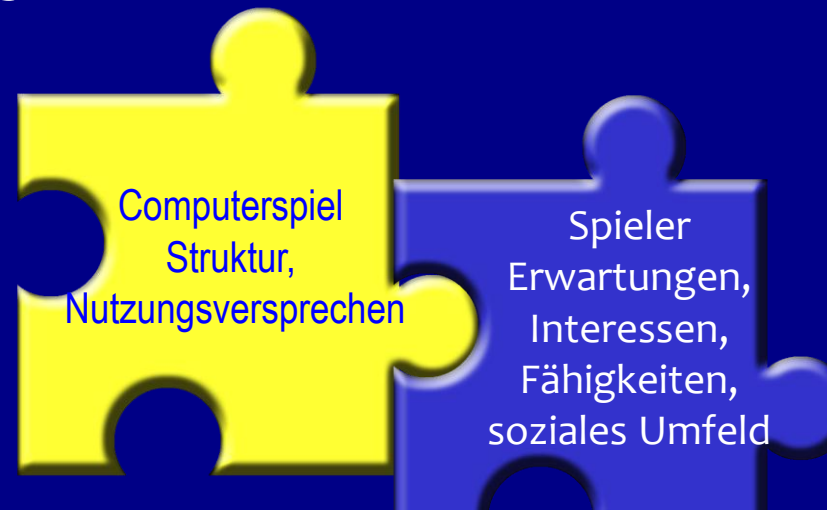 Computerspiel
Struktur,
Nutzungsversprechen
Spieler
Erwartungen,
Interessen,
Fähigkeiten,
soziales Umfeld